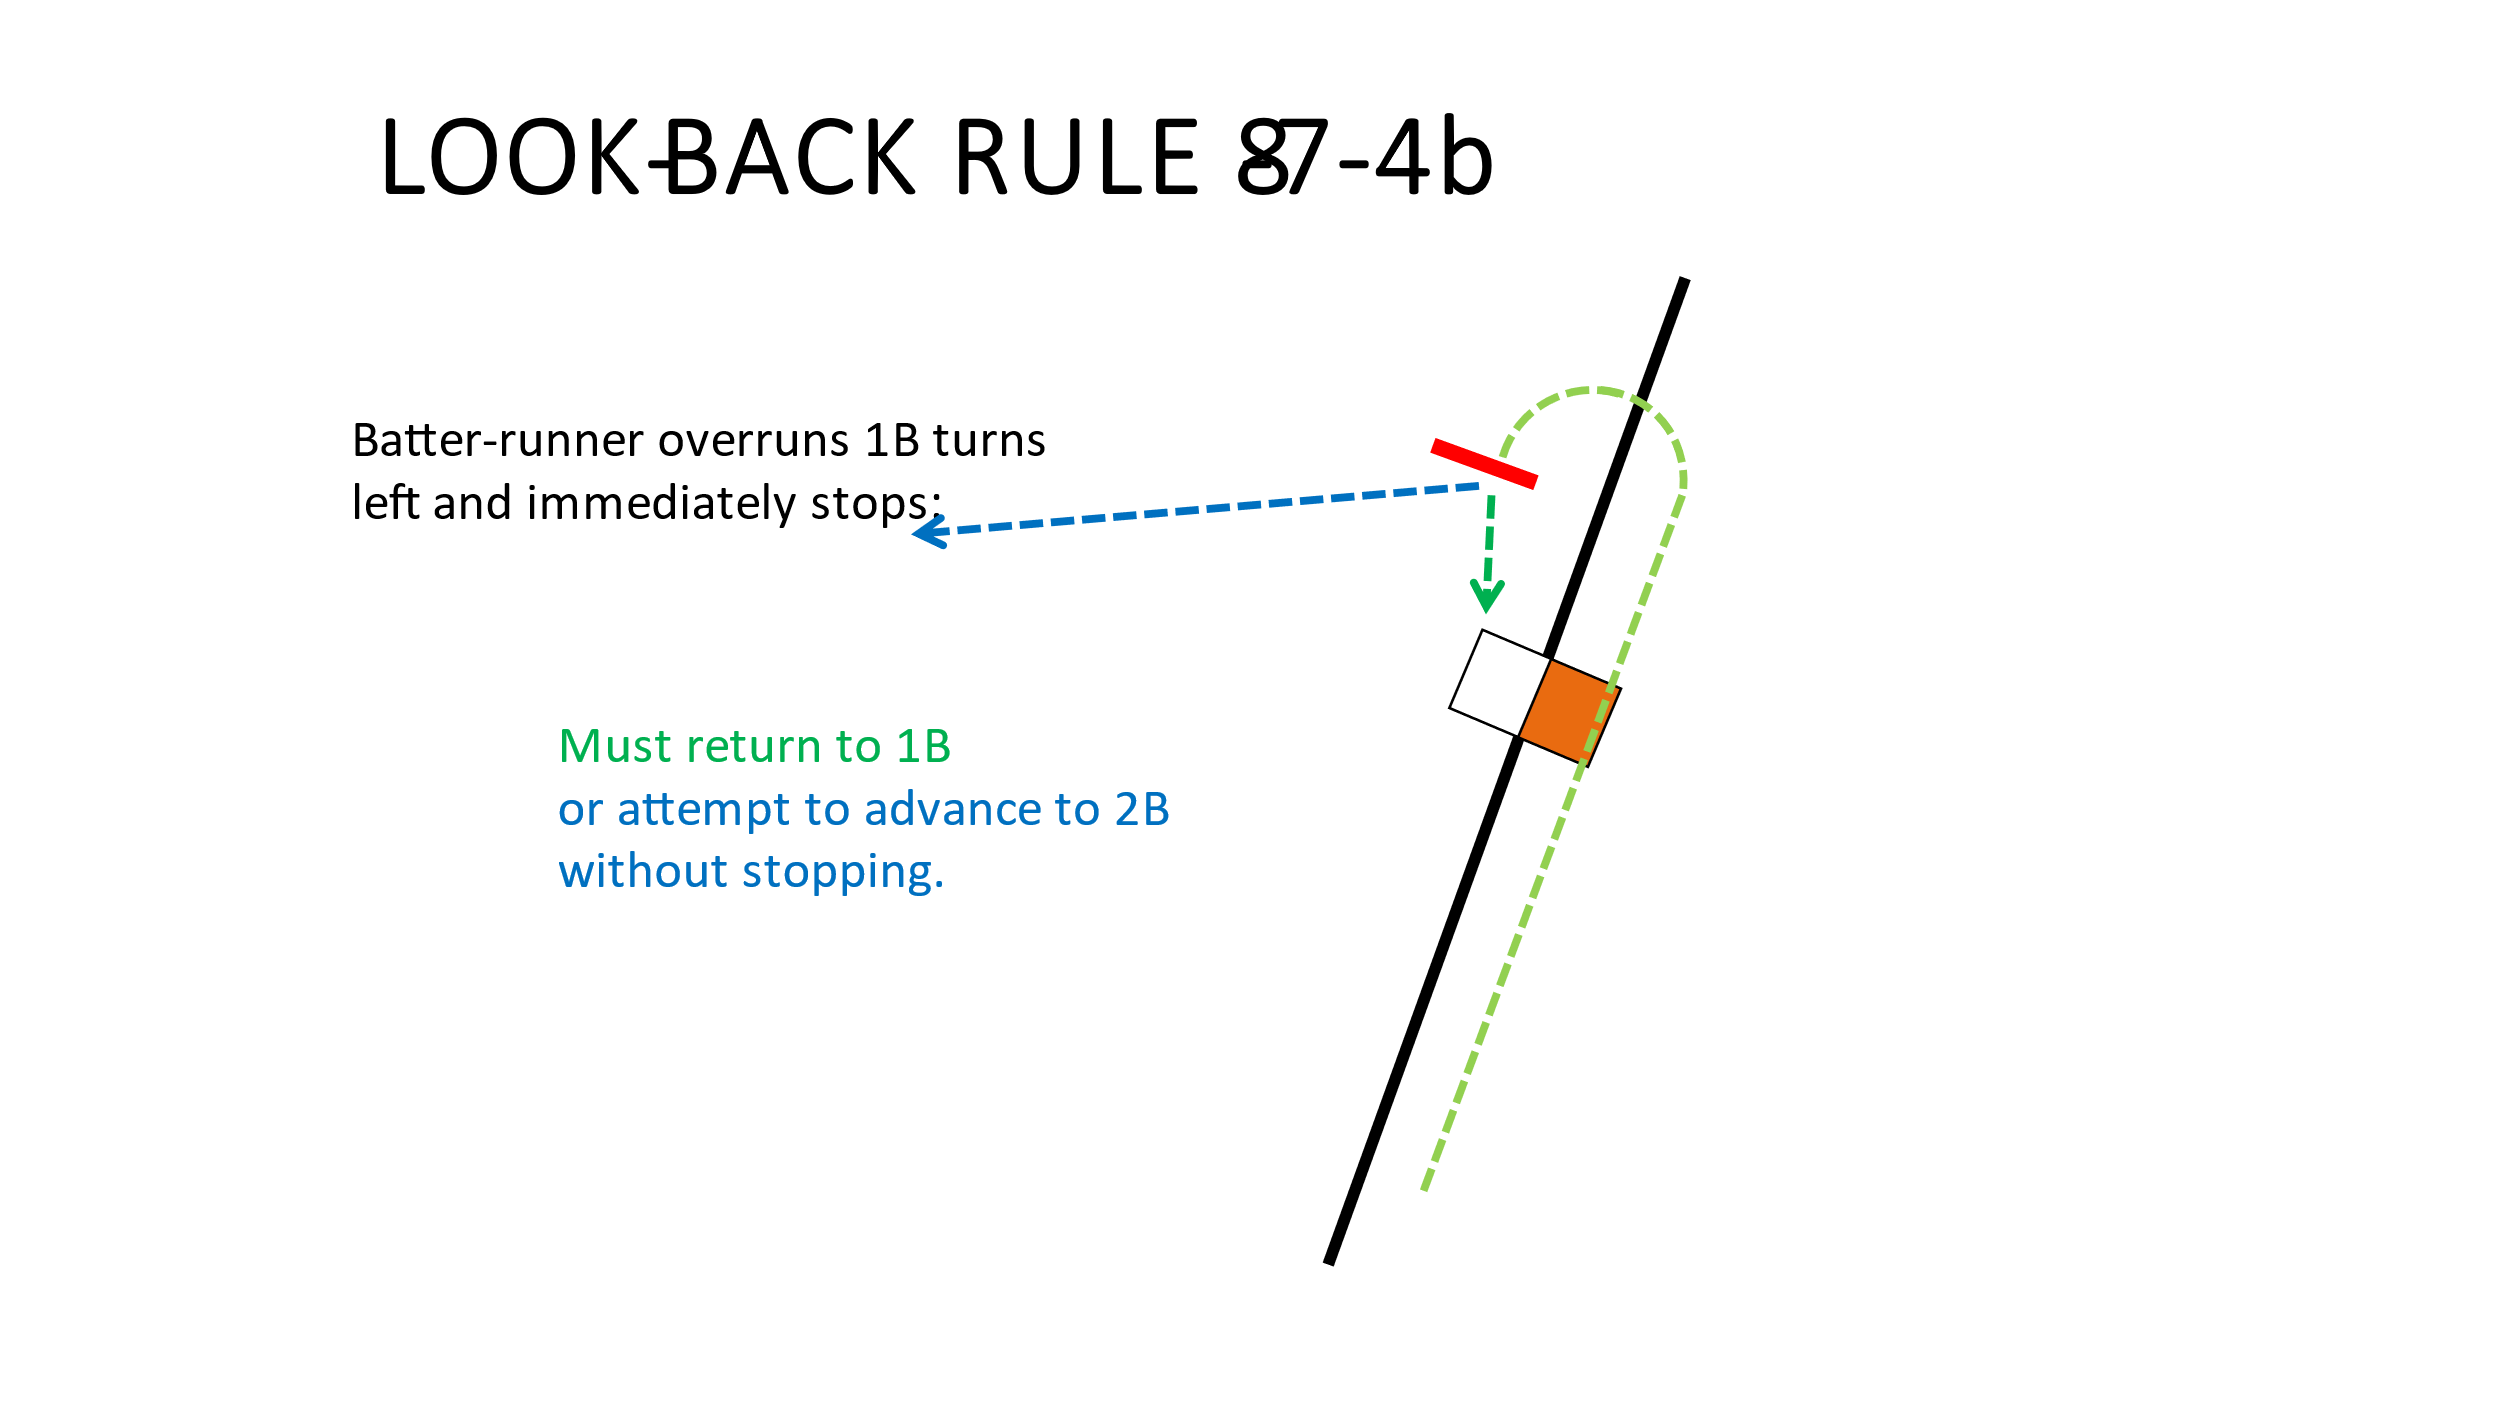 LOOK-BACK RULE 8-7-4b
Batter-runner overruns 1B turns
left and immediately stops:
Must return to 1B
or attempt to advance to 2B
without stopping.